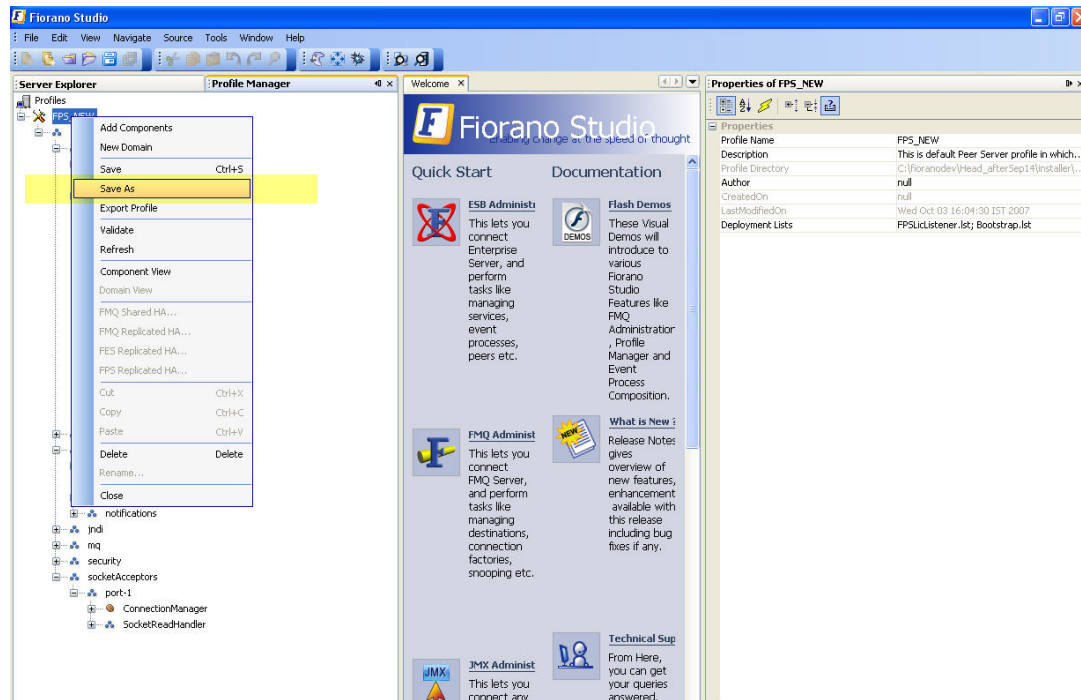 Fiorano Studio
File Edit View Navigate Source Tools Window Help
Server Explorer
Profile Manager
Profiles
FPS_NEW
Add Components
New Domain
Save Ctrl+S
Save As
Export Profile
Validate
Refresh
Component View
Domain View
FMQ Shared HA...
FMQ Replicated HA...
FES Replicated HA...
FPS Replicated HA...
Cut Ctrl+X
Copy Ctrl+C
Paste Ctrl+V
Delete Delete
Rename...
Close
notifications
jndi
mq
security
socketAcceptors
port-1
ConnectionManager
SocketReadHandler
Welcome
Fiorano Studio
enabling change at the speed of thought
Quick Start
ESB Administ
This lets you
connect
Enterprise
Server, and
perform
tasks like
managing
services,
event
processes,
peers etc.
FMQ Administ
This lets you
connect
FMQ Server,
and perform
tasks like
managing
destinations,
connection
factories,
snooping etc.
JMX
JMX Administ
This lets you
connect any
Documentation
DEMOS
Flash Demos
These Visual
Demos will
introduce to
various
Fiorano
Studio
Features like
FMQ
Administration
, Profile
Manager and
Event
Process
Composition.
NEW
What is New ?
Release Notes
gives
overview of
new features,
enhancement
available with
this release
including bug
fixes if any.
Technical Sup
From Here,
you can get
your queries
answered.
Properties of FPS_NEW
Properties
Profile Name FPS_NEW
Description This is default Peer Server profile in which...
Profile Directory C:\fioranodev\Head_afterSep14\installer\...
Author null
CreatedOn null
LastModifiedOn Wed Oct 03 16:04:30 IST 2007
Deployment Lists FPSLicListener.lst; Bootstrap.lst